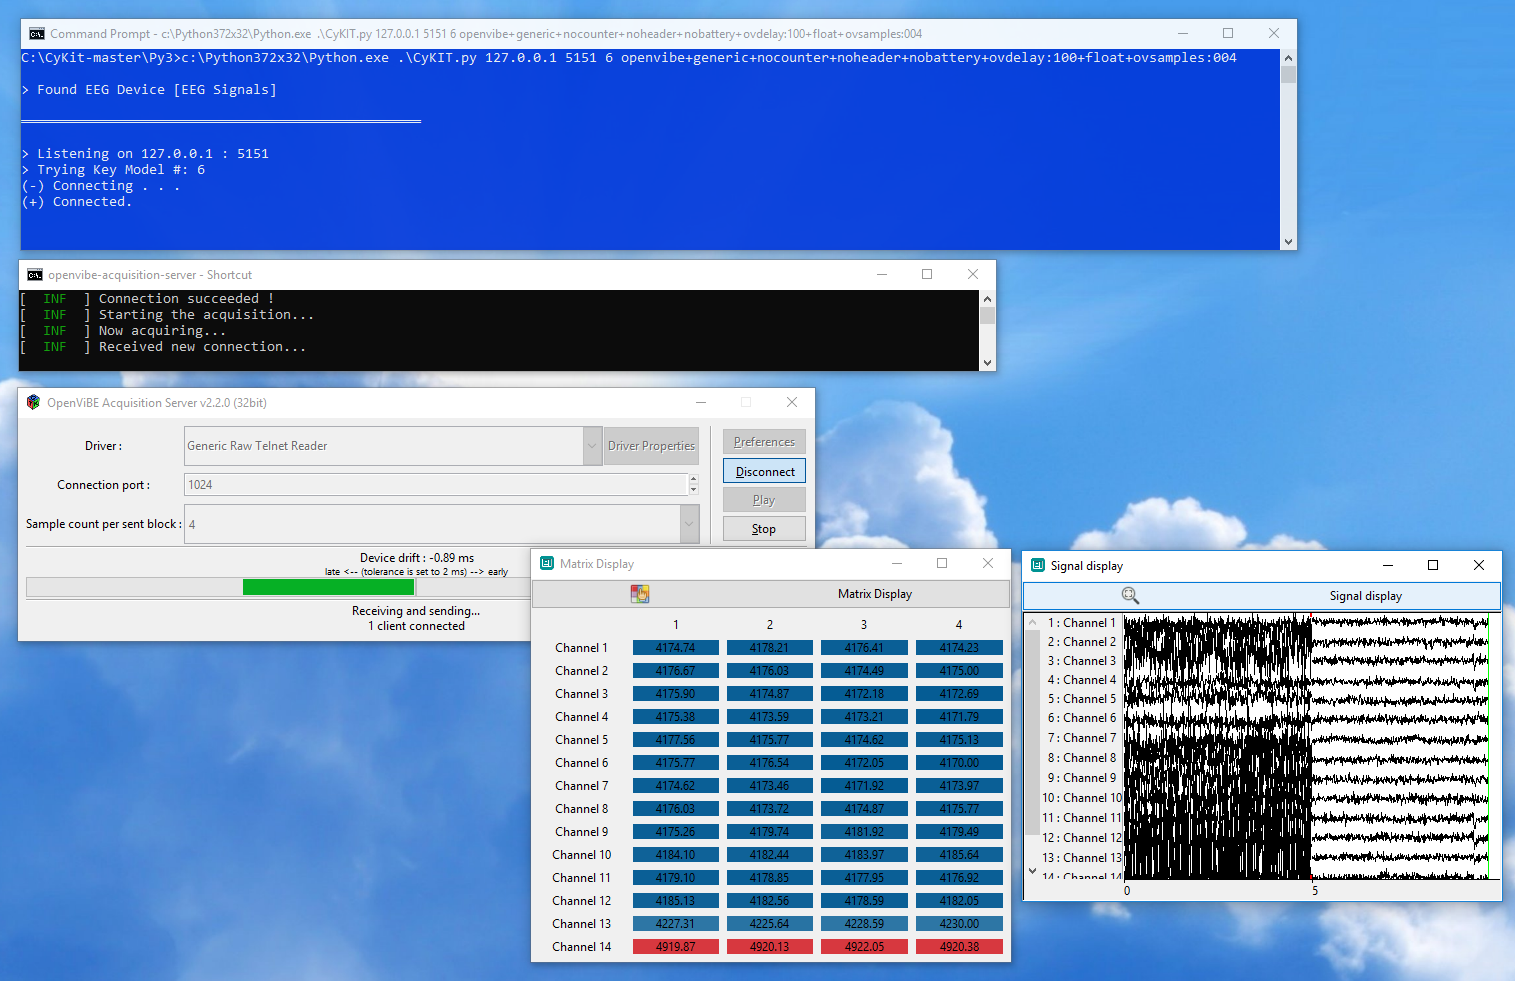 Command Prompt - c:\Python372x32\Python.exe .\CyKIT.py 127.0.0.1 5151 6 openvibe+generic+nocounter+noheader+nobattery+ovdelay:100+float+ovsamples:004
C:\CyKit-master\Py3>c:\Python372x32\Python.exe .\CyKIT.py 127.0.0.1 5151 6 openvibe+generic+nocounter+noheader+nobattery+ovdelay:100+float+ovsamples:004
> Found EEG Device [EEG Signals]
> Listening on 127.0.0.1 : 5151
> Trying Key Model #: 6
(-) Connecting . . .
(+) Connected.
openvibe-acquisition-server - Shortcut
[ INF ] Connection succeeded !
[ INF ] Starting the acquisition...
[ INF ] Now acquiring...
[ INF ] Received new connection...
OpenViBE Acquisition Server v2.2.0 (32bit)
Driver : Generic Raw Telnet Reader Driver Properties Preferences
Disconnect
Connection port : 1024
Play
Sample count per sent block : 4 Stop
Device drift : -0.89 ms
late <-- (tolerance is set to 2 ms) --> early
Receiving and sending...
1 client connected
Matrix Display
Matrix Display
1 2 3 4
Channel 1 4174.74 4178.21 4176.41 4174.23
Channel 2 4176.67 4176.03 4174.49 4175.00
Channel 3 4175.90 4174.87 4172.18 4172.69
Channel 4 4175.38 4173.59 4173.21 4171.79
Channel 5 4177.56 4175.77 4174.62 4175.13
Channel 6 4175.77 4176.54 4172.05 4170.00
Channel 7 4174.62 4173.46 4171.92 4173.97
Channel 8 4176.03 4173.72 4174.87 4175.77
Channel 9 4175.26 4179.74 4181.92 4179.49
Channel 10 4184.10 4182.44 4183.97 4185.64
Channel 11 4179.10 4178.85 4177.95 4176.92
Channel 12 4185.13 4182.56 4178.59 4182.05
Channel 13 4227.31 4225.64 4228.59 4230.00
Channel 14 4919.87 4920.13 4922.05 4920.38
Signal display
Signal display
1 : Channel 1
2 : Channel 2
3 : Channel 3
4 : Channel 4
5 : Channel 5
6 : Channel 6
7 : Channel 7
8 : Channel 8
9 : Channel 9
10 : Channel 10
11 : Channel 11
12 : Channel 12
13 : Channel 13
14 : Channel 14
0 5